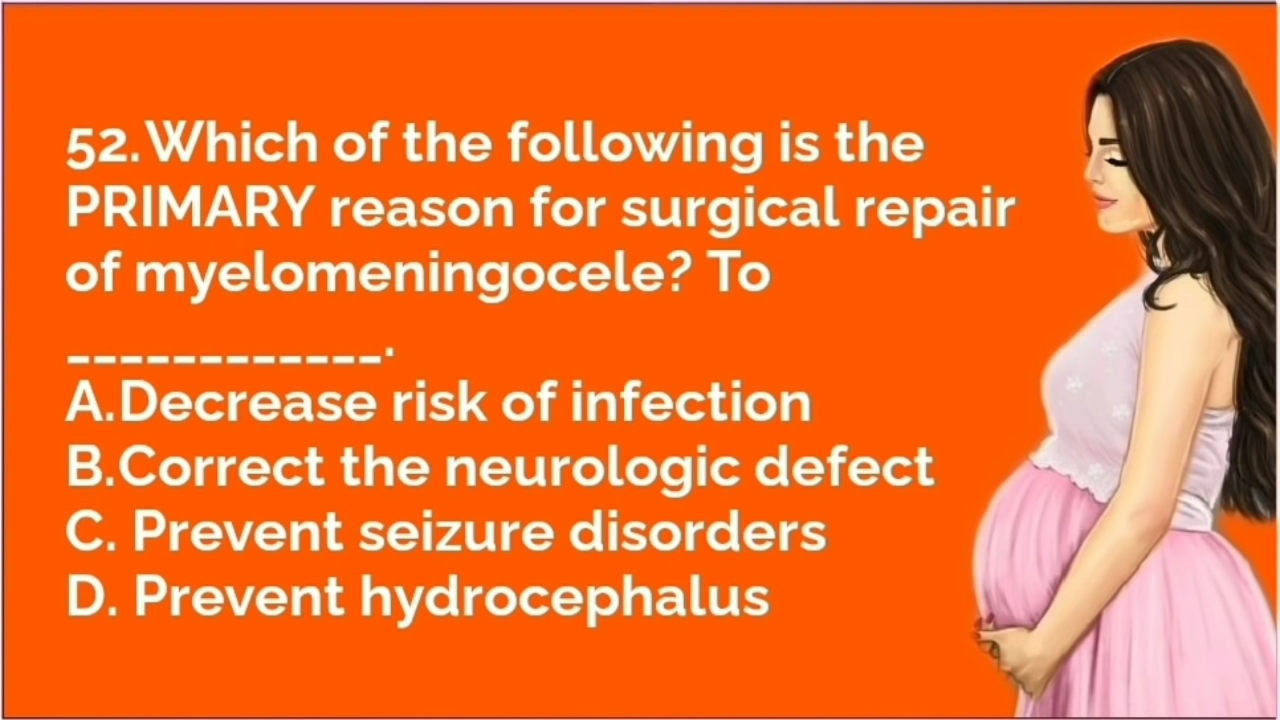 52. Which of the following is the
PRIMARY reason for surgical repair
of myelomeningocele? To
____________.
A.Decrease risk of infection
B.Correct the neurologic defect
C. Prevent seizure disorders
D. Prevent hydrocephalus